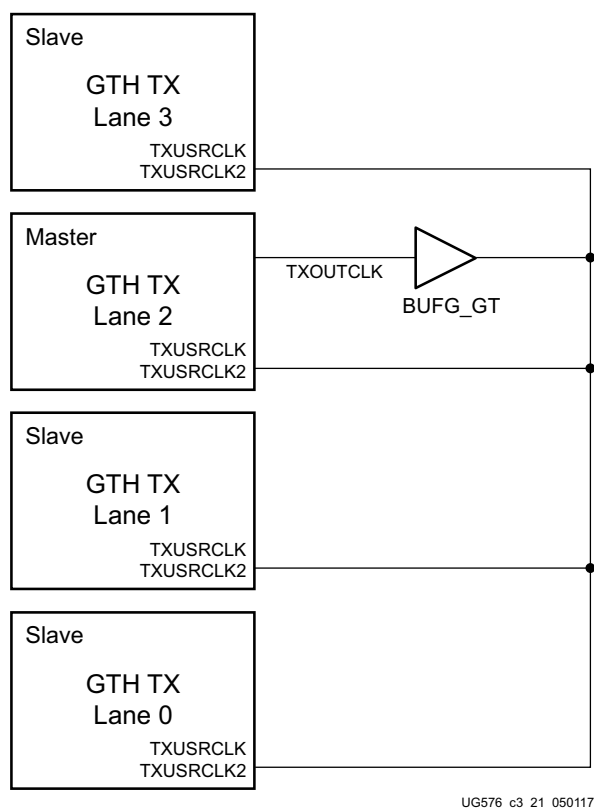 Slave
GTH TX
Lane 3
TXUSRCLK
TXUSRCLK2
Master
GTH TX
Lane 2
TXOUTCLK
BUFG_GT
TXUSRCLK
TXUSRCLK2
Slave
GTH TX
Lane 1
TXUSRCLK
TXUSRCLK2
Slave
GTH TX
Lane 0
TXUSRCLK
TXUSRCLK2
UG576_c3_21_050117